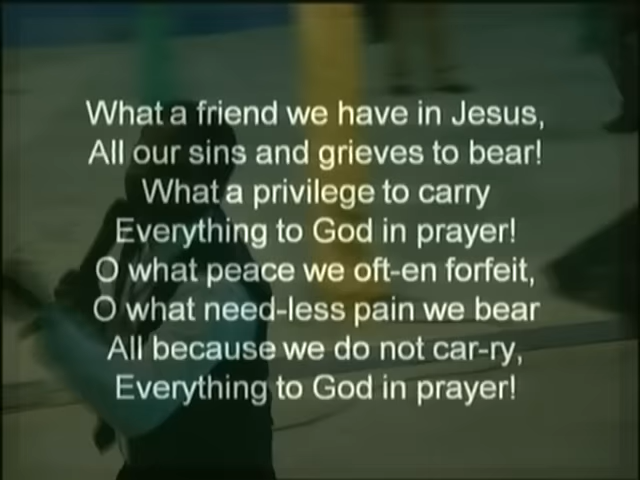 What a friend we have in Jesus,
All our sins and grieves to bear!
What a privilege to carry
Everything to God in prayer!
O what peace we oft-en forfeit,
O what need-less pain we bear
All because we do not car-ry,
Everything to God in prayer!